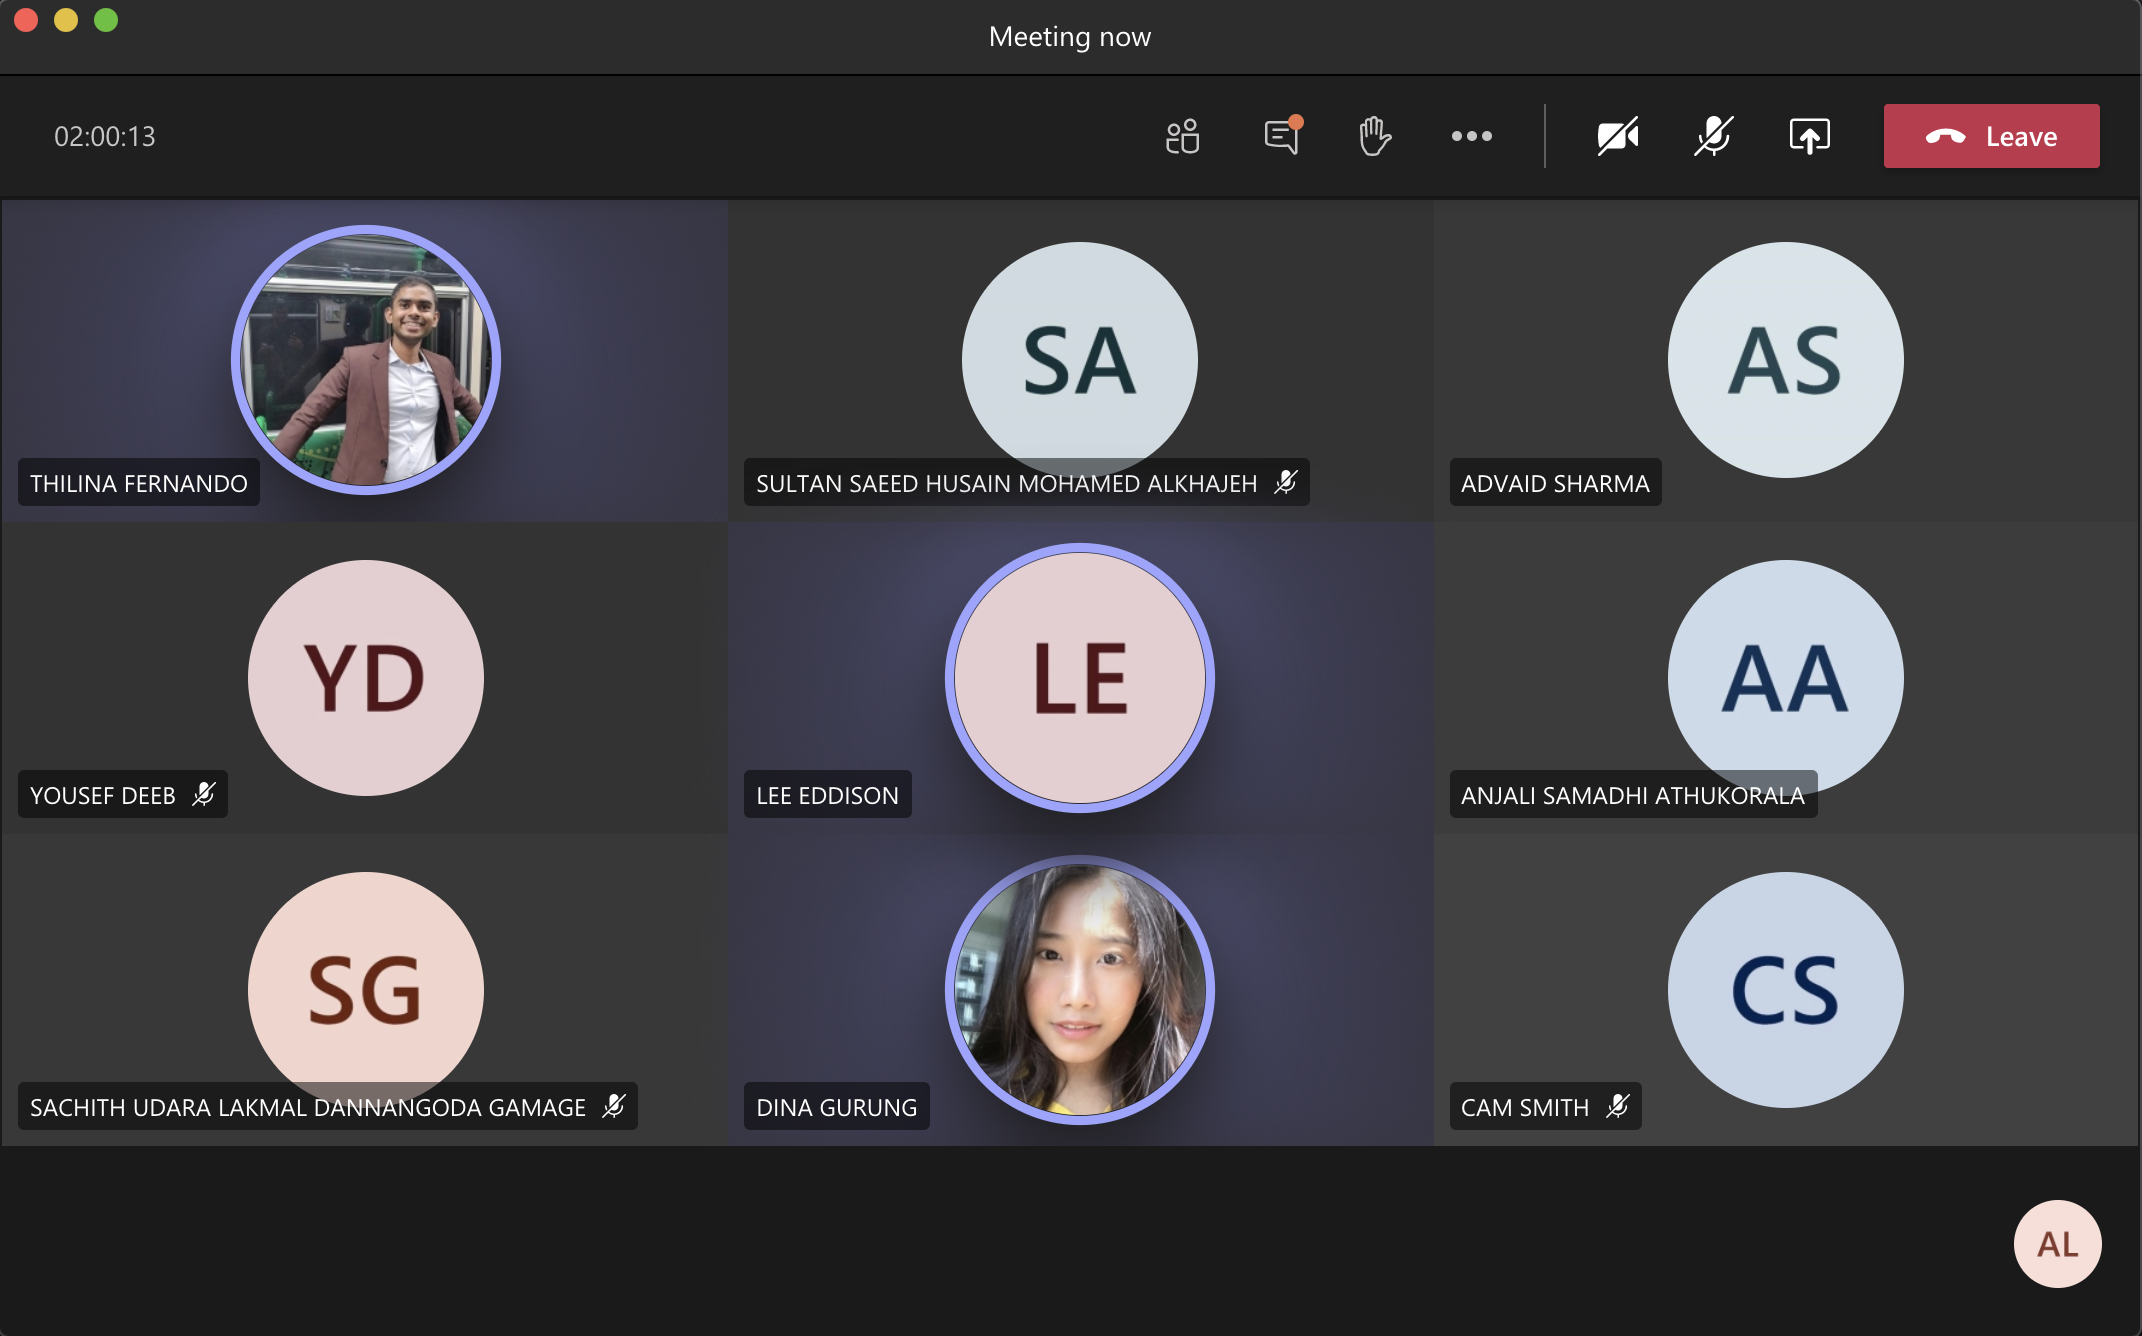 Meeting now
02:00:13
Leave
SA
AS
THILINA FERNANDO
SULTAN SAEED HUSAIN MOHAMED ALKHAJEH
ADVAID SHARMA
YD
LE
AA
YOUSEF DEEB
LEE EDDISON
ANJALI SAMADHI ATHUKORALA
SG
CS
SACHITH UDARA LAKMAL DANNANGODA GAMAGE
DINA GURUNG
CAM SMITH
AL